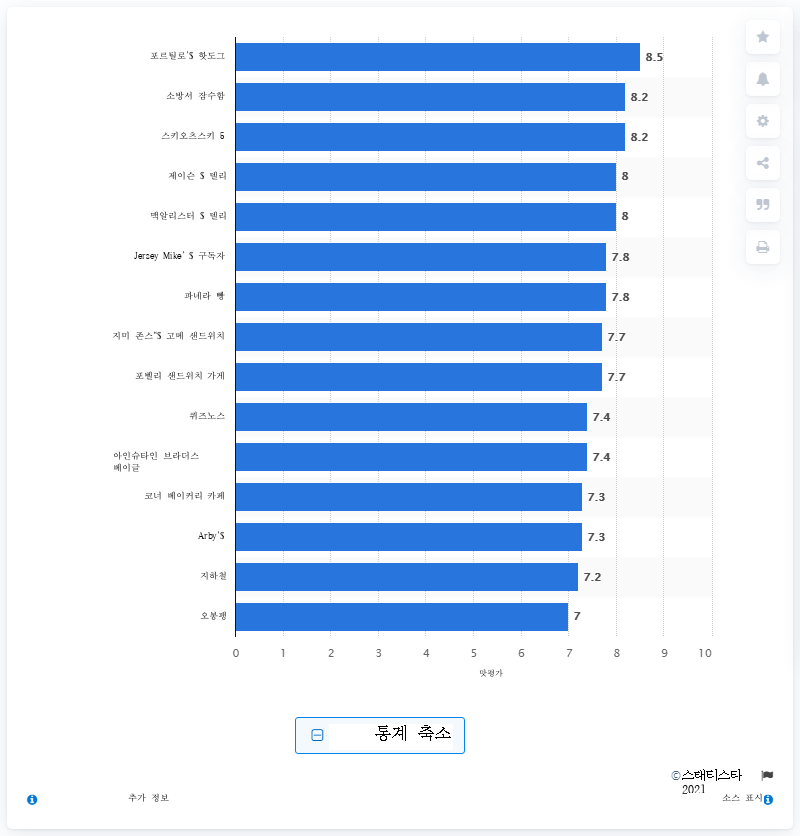 포르틸로'$ 핫도그
8.5
소방서 잠수함
8.2
스키오츠스키 6
8.2
제이슨 $ 델리
8
맥알리스터 $ 델리
8
Jersey Mike' $ 구독자
7.8
파네라 빵
7.8
지미 존스"$ 고메 샌드위치
7.7
포벨리 샌드위치 가게
7.7
퀴즈노스
7.4
아인슈타인 브라더스
베이글
7.4
코너 베이커리 카페
7.3
Arby'$
7.3
지하철
7.2
오봉팽
7
0 1 2 3 4 5 6 7 8 9 10
맛평가
통계 축소
©스태티스타
2021
추가 정보
소스 표시